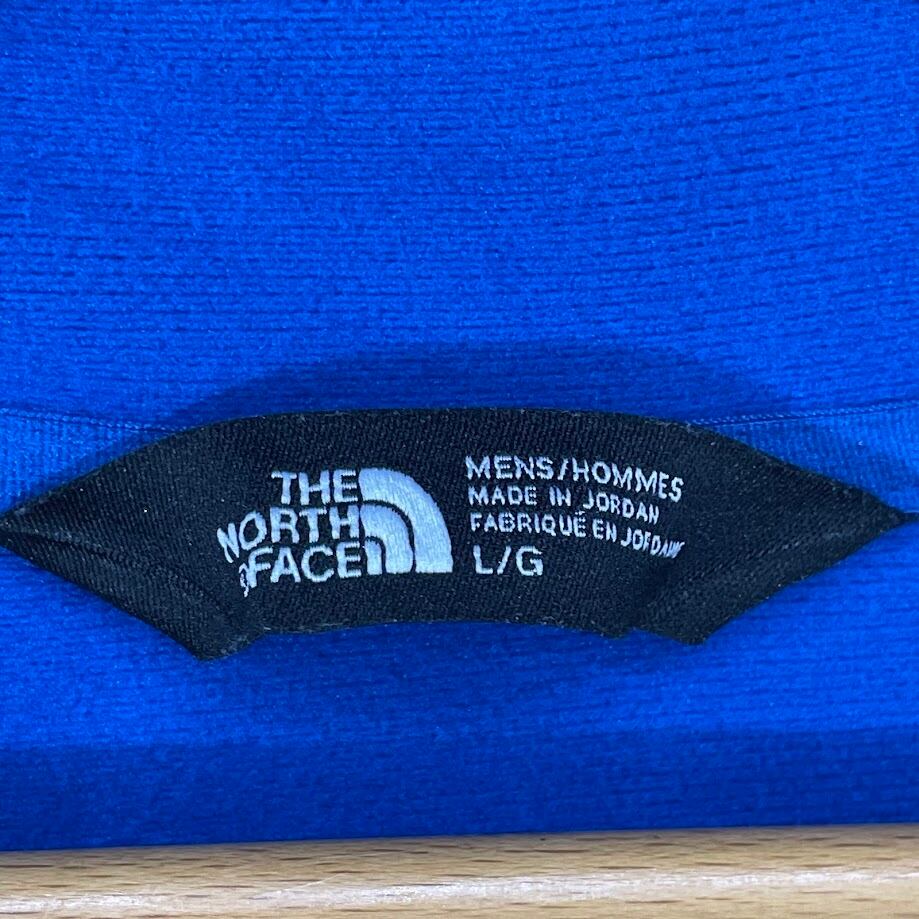 THE
NORTH
FACE
MENS/HOMMES
MADE IN JORDAN
FABRIQUÉ EN JORDANIE
L/G